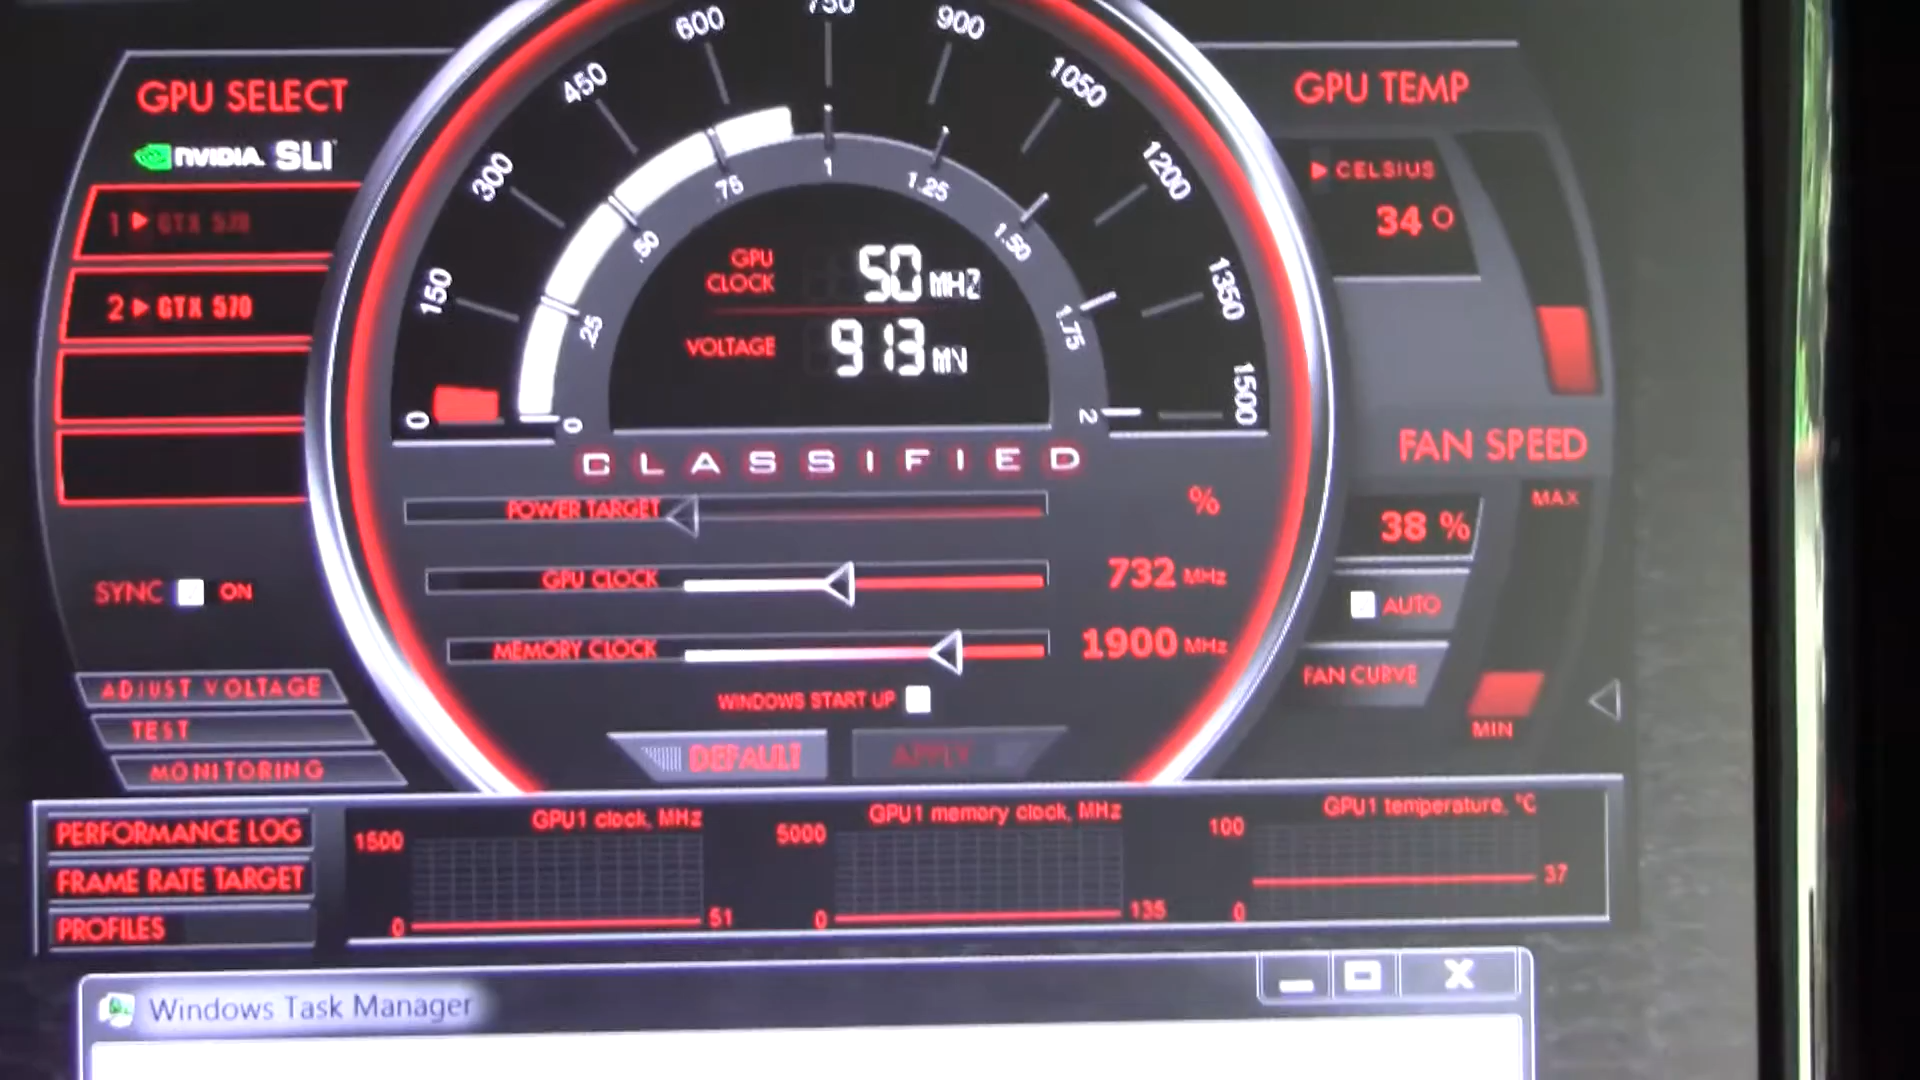 GPU SELECT
NVIDIA. SLI
1 GTX 570
2 GTX 570
SYNC ON
ADJUST VOLTAGE
TEST
MONITORING
0 150 300 450 600 750 900 1050 1200 1350 1500
0 .25 .50 .75 1 1.25 1.50 1.75 2
GPU CLOCK 50 MHZ
VOLTAGE 913 MV
CLASSIFIED
POWER TARGET %
GPU CLOCK 732 MHz
MEMORY CLOCK 1900 MHz
WINDOWS START UP
DEFAULT APPLY
GPU TEMP
CELSIUS
34
FAN SPEED
MAX
38 %
AUTO
FAN CURVE
MIN
PERFORMANCE LOG
FRAME RATE TARGET
PROFILES
GPU1 clock, MHz
1500
0 51
GPU1 memory clock, MHz
5000
0 135
GPU1 temperature, °C
100
37
0
Windows Task Manager